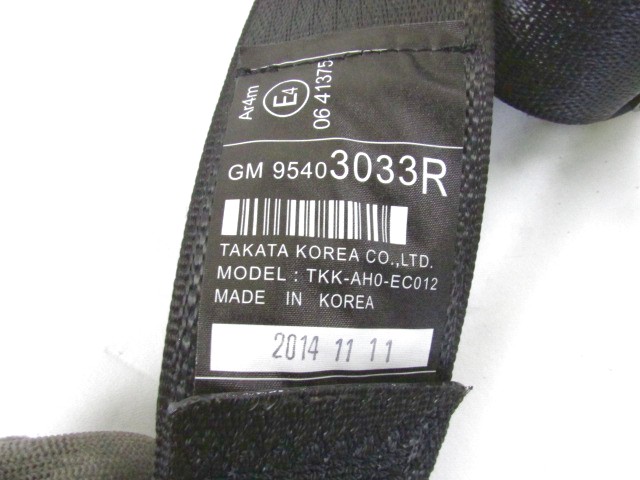 Ar4m
E4
06 41375
GM 95403033R
TAKATA KOREA CO.,LTD.
MODEL : TKK-AH0-EC012
MADE IN KOREA
2014 11 11